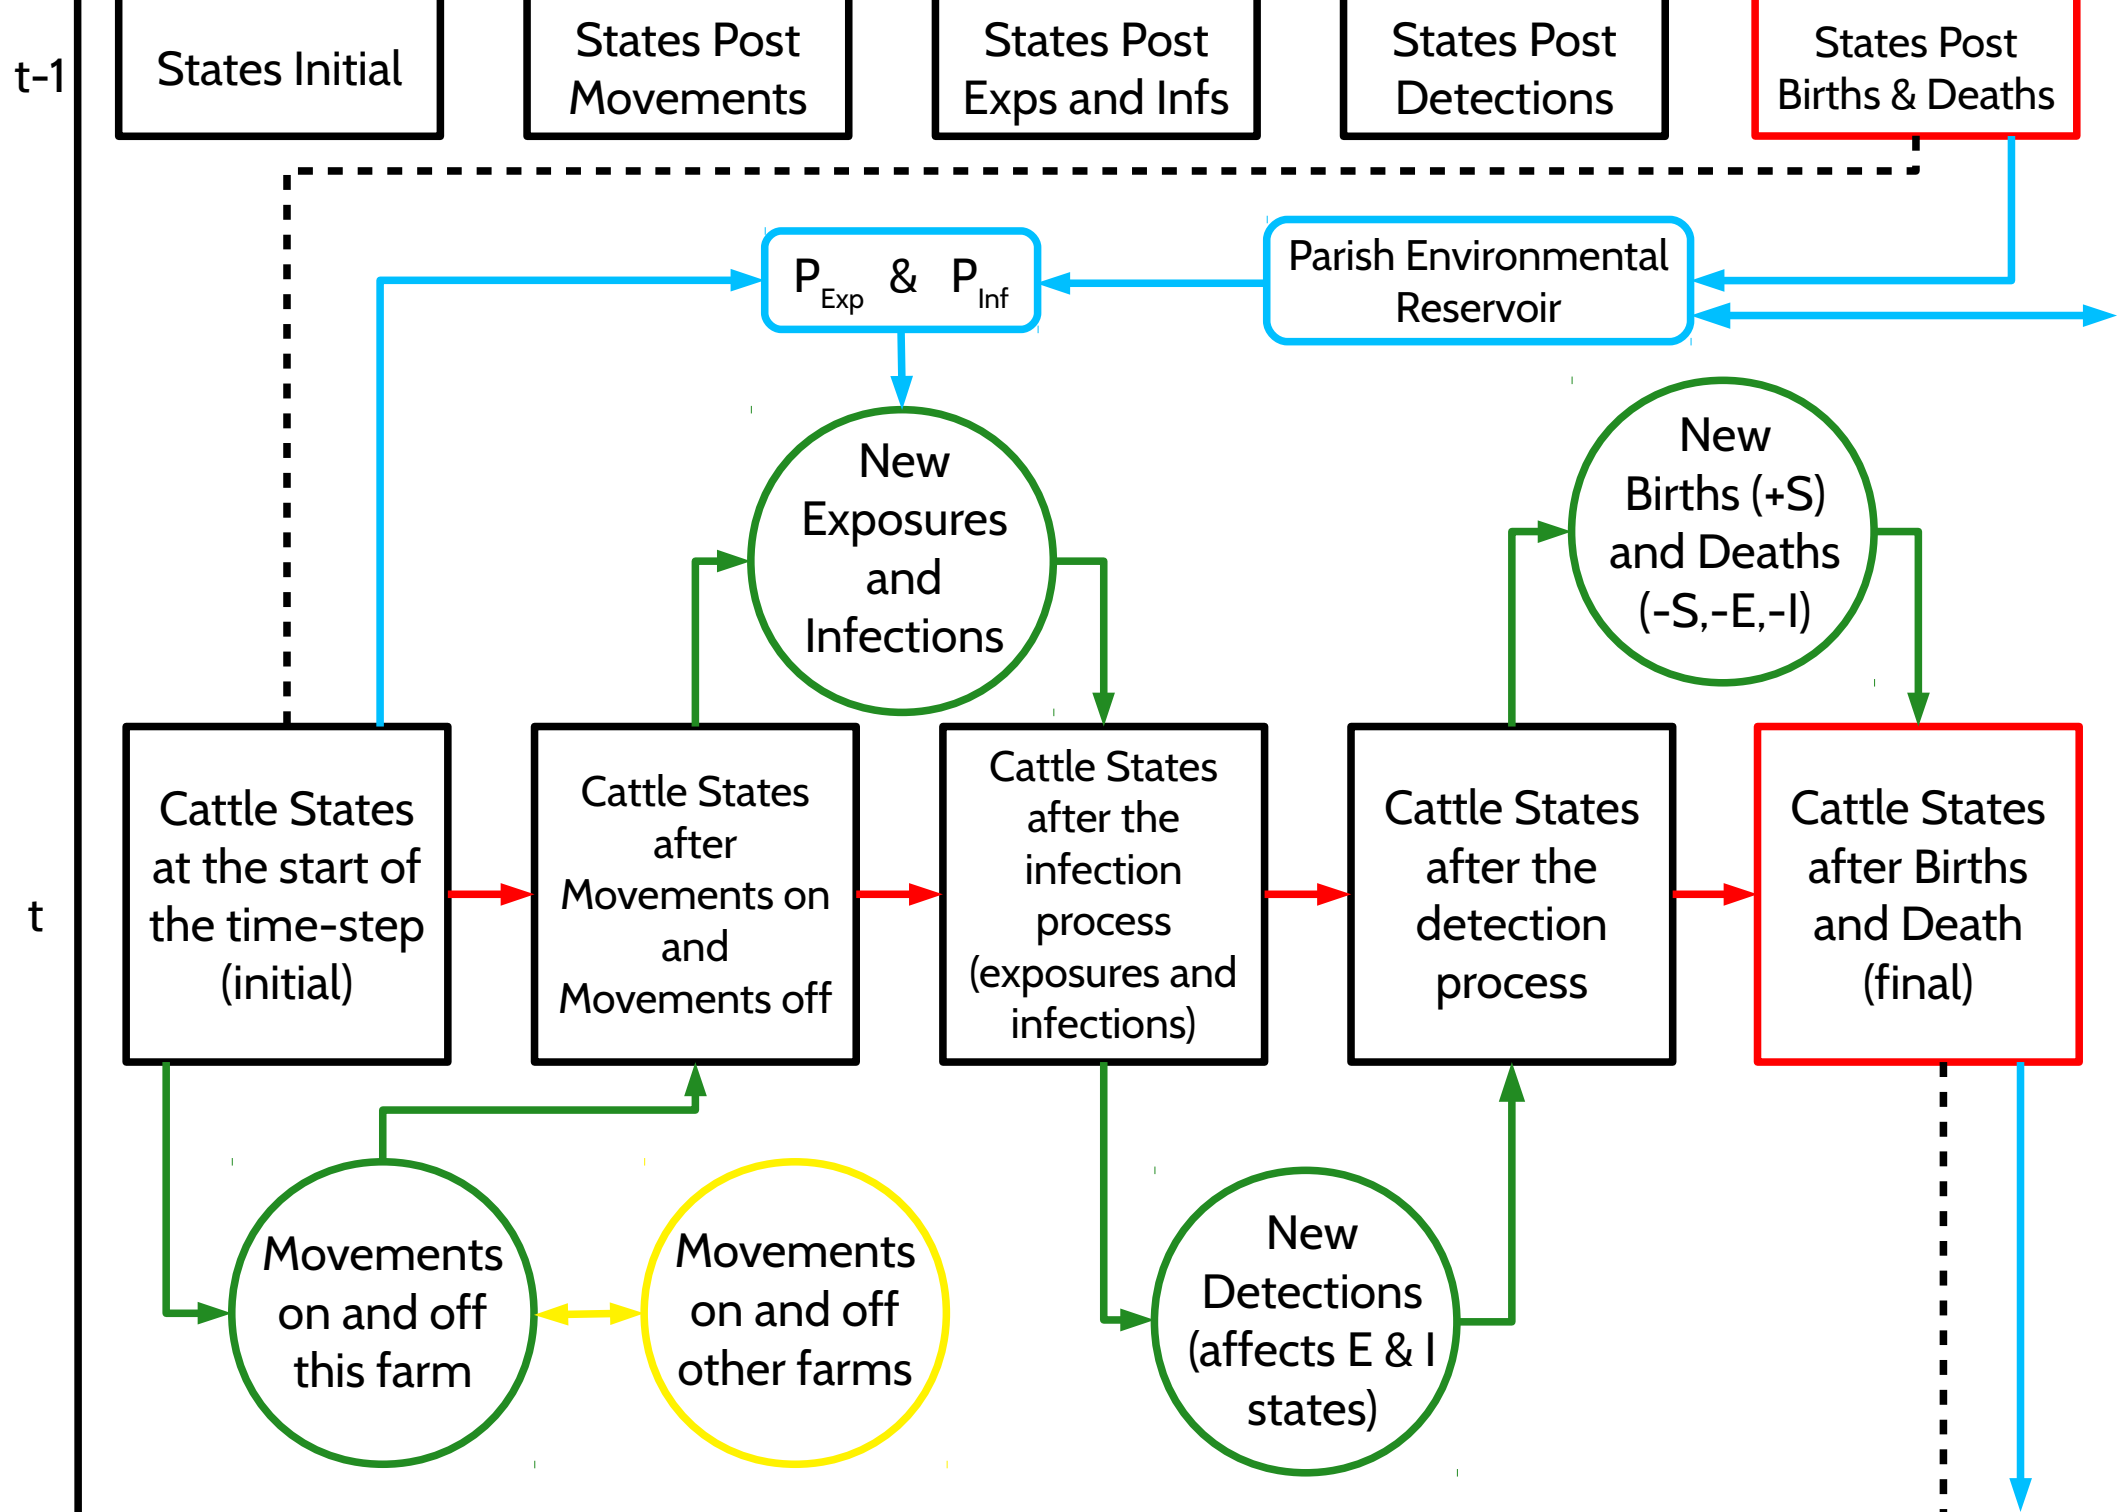 t-1
States Initial
States Post
Movements
States Post
Exps and Infs
States Post
Detections
States Post
Births & Deaths
P Exp & P Inf
Parish Environmental
Reservoir
New
Exposures
and
Infections
New
Births (+S)
and Deaths
(-S,-E,-I)
t
Cattle States
at the start of
the time-step
(initial)
Cattle States
after
Movements on
and
Movements off
Cattle States
after the
infection
process
(exposures and
infections)
Cattle States
after the
detection
process
Cattle States
after Births
and Death
(final)
Movements
on and off
this farm
Movements
on and off
other farms
New
Detections
(affects E & I
states)